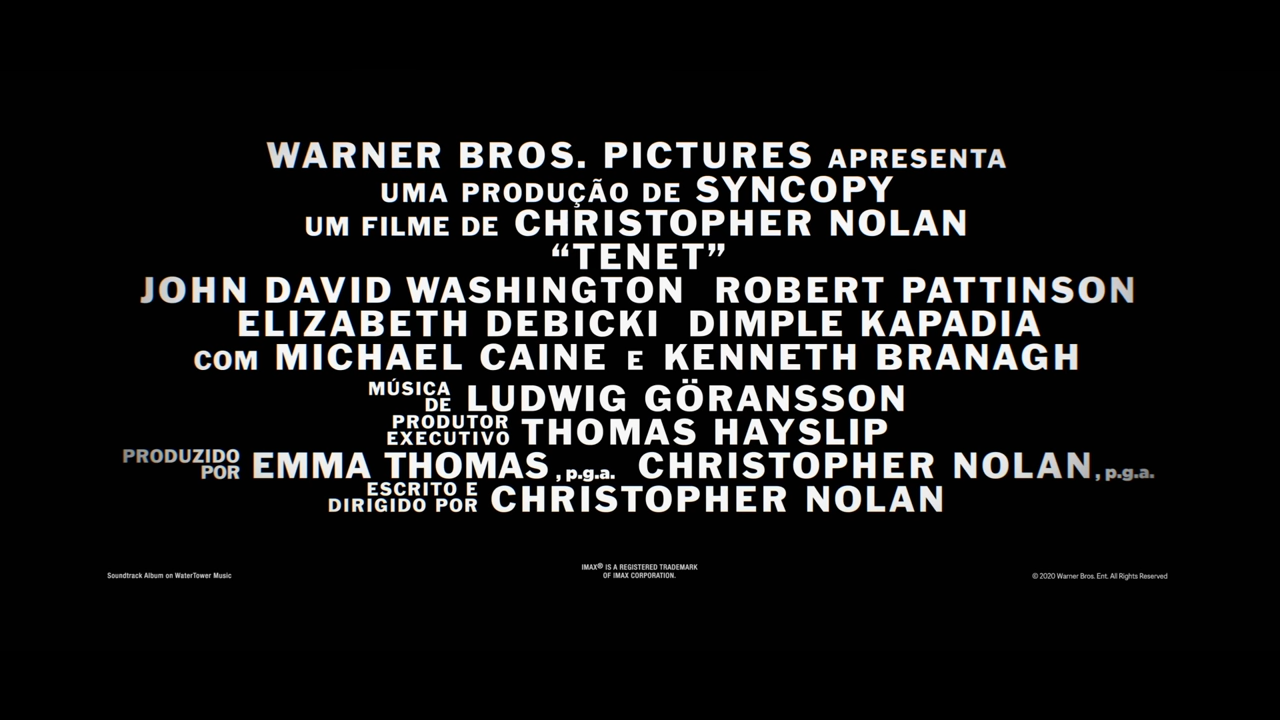 WARNER BROS. PICTURES APRESENTA
UMA PRODUÇÃO DE SYNCOPY
UM FILME DE CHRISTOPHER NOLAN
“TENET”
JOHN DAVID WASHINGTON ROBERT PATTINSON
ELIZABETH DEBICKI DIMPLE KAPADIA
COM MICHAEL CAINE E KENNETH BRANAGH
MÚSICA DE LUDWIG GÖRANSSON
PRODUTOR EXECUTIVO THOMAS HAYSLIP
PRODUZIDO POR EMMA THOMAS, p.g.a. CHRISTOPHER NOLAN, p.g.a.
ESCRITO E DIRIGIDO POR CHRISTOPHER NOLAN
Soundtrack Album on WaterTower Music
IMAX® IS A REGISTERED TRADEMARK
OF IMAX CORPORATION.
© 2020 Warner Bros. Ent. All Rights Reserved